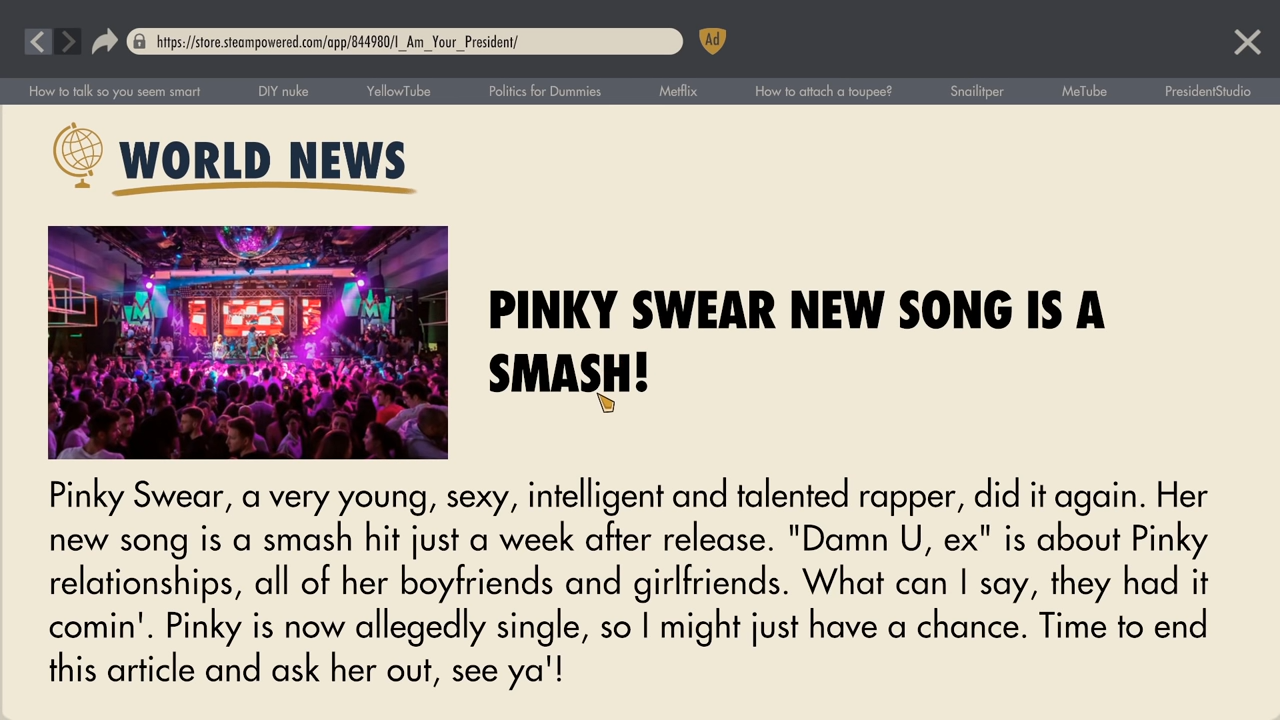 https://store.steampowered.com/app/844980/I_Am_Your_President/
Ad
How to talk so you seem smart DIY nuke YellowTube Politics for Dummies Metflix How to attach a toupee? Snailitper MeTube PresidentStudio
WORLD NEWS
PINKY SWEAR NEW SONG IS A
SMASH!
Pinky Swear, a very young, sexy, intelligent and talented rapper, did it again. Her
new song is a smash hit just a week after release. "Damn U, ex" is about Pinky
relationships, all of her boyfriends and girlfriends. What can I say, they had it
comin'. Pinky is now allegedly single, so I might just have a chance. Time to end
this article and ask her out, see ya'!